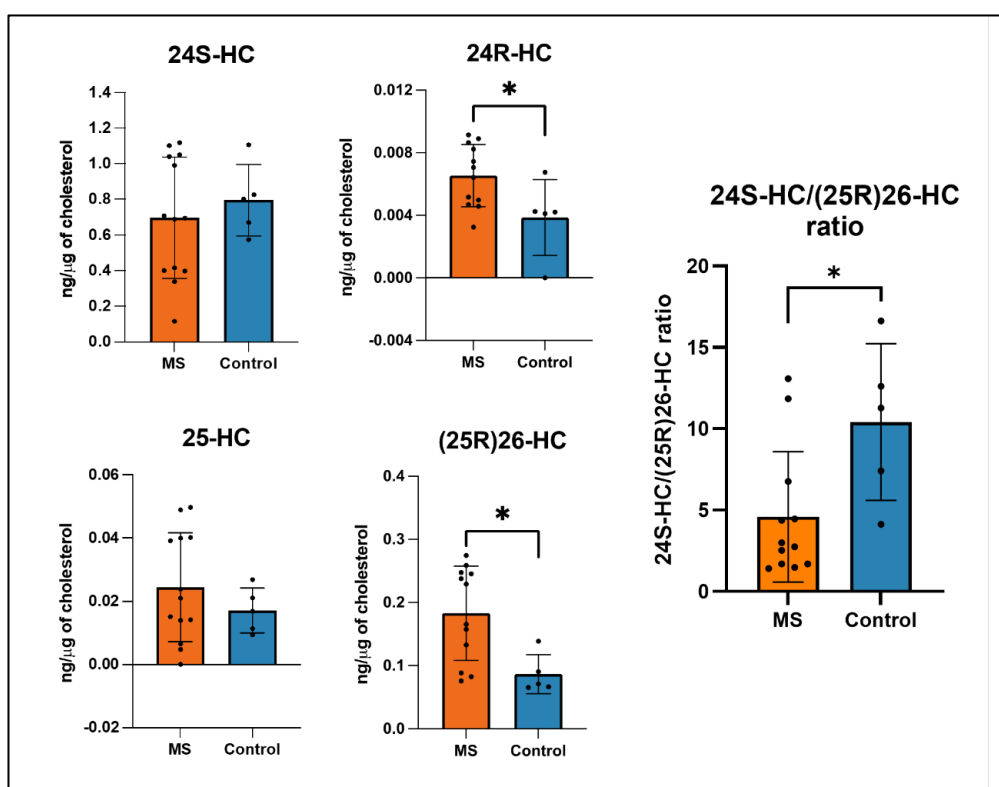 24S-HC
ng/µg of cholesterol
1.4
1.2
1.0
0.8
0.6
0.4
0.2
0.0
MS Control
24R-HC
*
ng/µg of cholesterol
0.012
0.008
0.004
0.000
-0.004
MS Control
25-HC
ng/µg of cholesterol
0.06
0.04
0.02
0.00
-0.02
MS Control
(25R)26-HC
*
ng/µg of cholesterol
0.4
0.3
0.2
0.1
0.0
MS Control
24S-HC/(25R)26-HC
ratio
*
24S-HC/(25R)26-HC ratio
20
15
10
5
0
MS Control